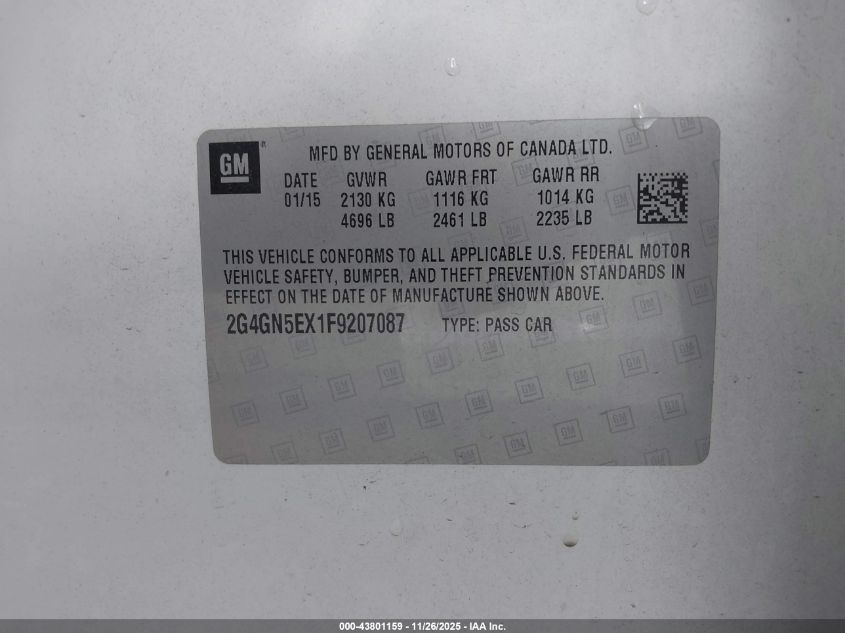 GM
MFD BY GENERAL MOTORS OF CANADA LTD.
DATE GVWR GAWR FRT GAWR RR
01/15 2130 KG 1116 KG 1014 KG
4696 LB 2461 LB 2235 LB
THIS VEHICLE CONFORMS TO ALL APPLICABLE U.S. FEDERAL MOTOR
VEHICLE SAFETY, BUMPER, AND THEFT PREVENTION STANDARDS IN
EFFECT ON THE DATE OF MANUFACTURE SHOWN ABOVE.
2G4GN5EX1F9207087 TYPE: PASS CAR
000-43801159 - 11/26/2025 - IAA Inc.